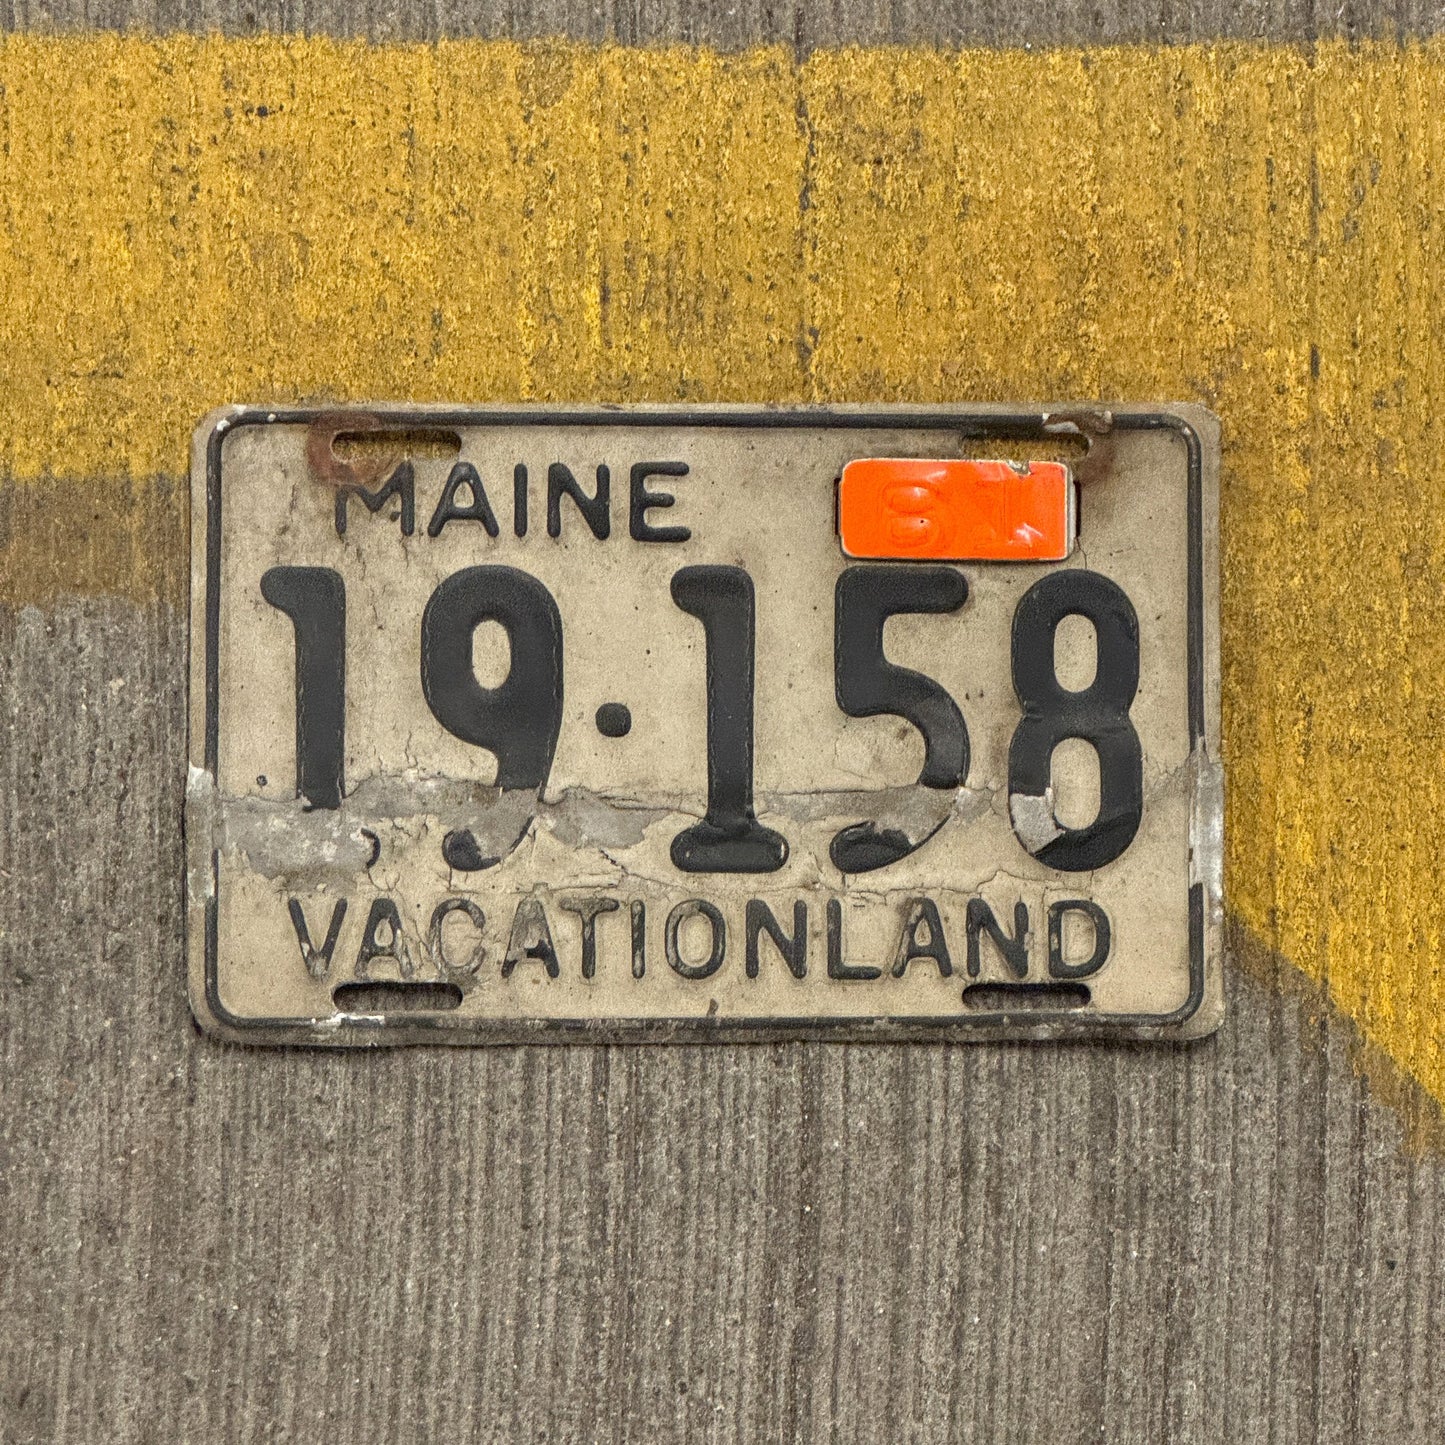 MAINE
19·158
VACATIONLAND